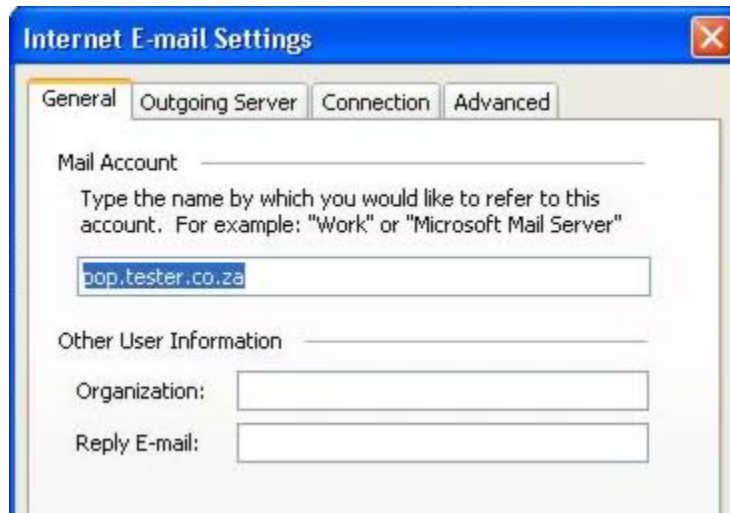 Internet E-mail Settings
General Outgoing Server Connection Advanced
Mail Account
Type the name by which you would like to refer to this
account. For example: "Work" or "Microsoft Mail Server"
pop.tester.co.za
Other User Information
Organization:
Reply E-mail: